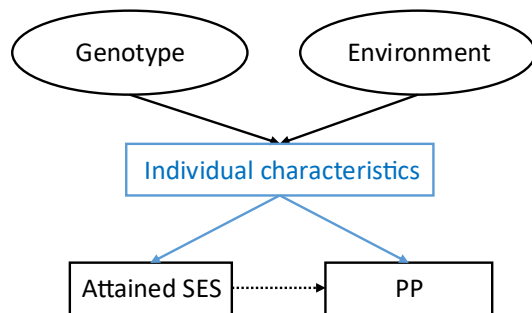 Genotype
Environment
Individual characteristics
Attained SES
PP